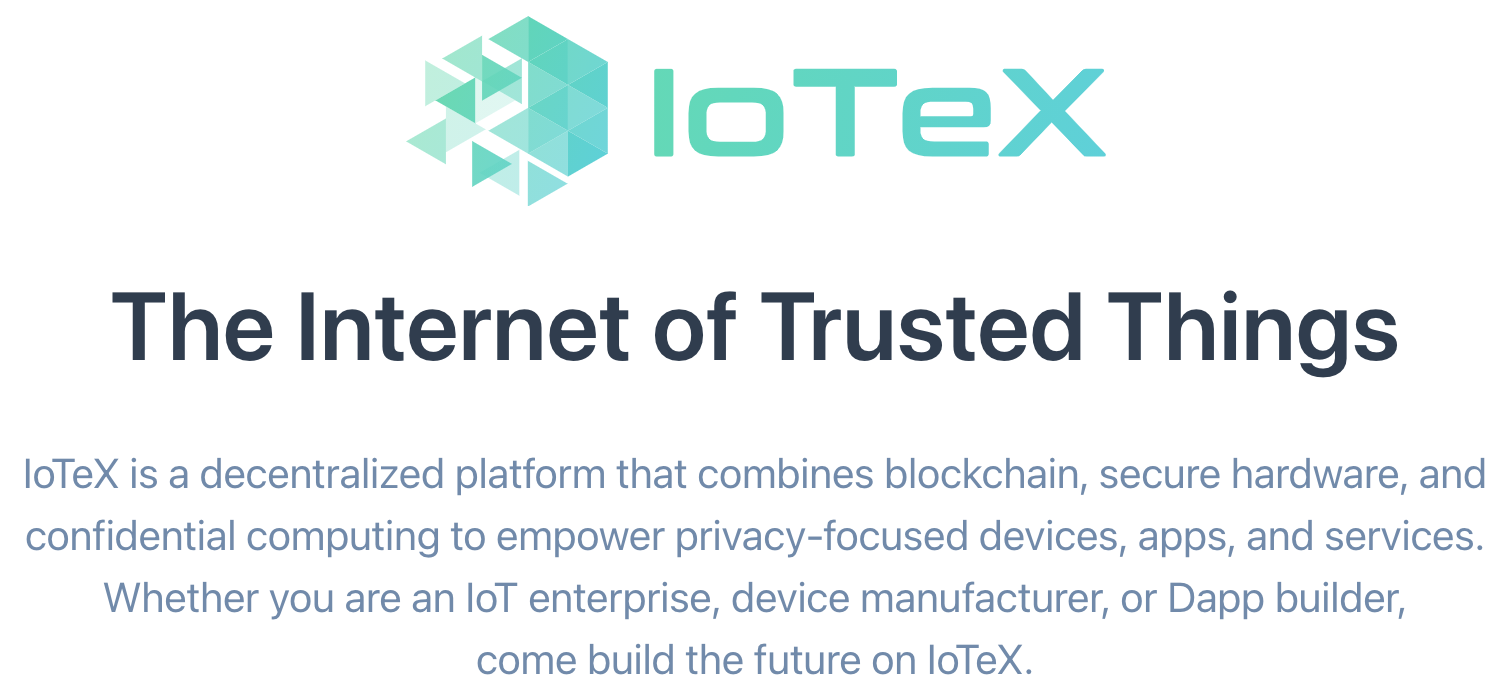 IoTeX
The Internet of Trusted Things
IoTeX is a decentralized platform that combines blockchain, secure hardware, and
confidential computing to empower privacy-focused devices, apps, and services.
Whether you are an IoT enterprise, device manufacturer, or Dapp builder,
come build the future on IoTeX.